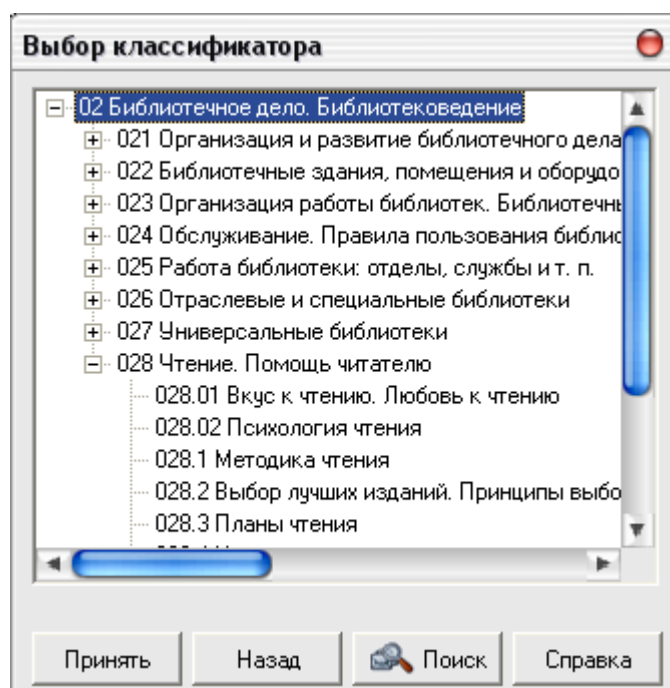 Выбор классификатора
02 Библиотечное дело. Библиотековедение
021 Организация и развитие библиотечного дела
022 Библиотечные здания, помещения и оборудо
023 Организация работы библиотек. Библиотечнь
024 Обслуживание. Правила пользования библис
025 Работа библиотеки: отделы, службы и т. п.
026 Отраслевые и специальные библиотеки
027 Универсальные библиотеки
028 Чтение. Помощь читателю
028.01 Вкус к чтению. Любовь к чтению
028.02 Психология чтения
028.1 Методика чтения
028.2 Выбор лучших изданий. Принципы выбо
028.3 Планы чтения
Принять Назад Поиск Справка